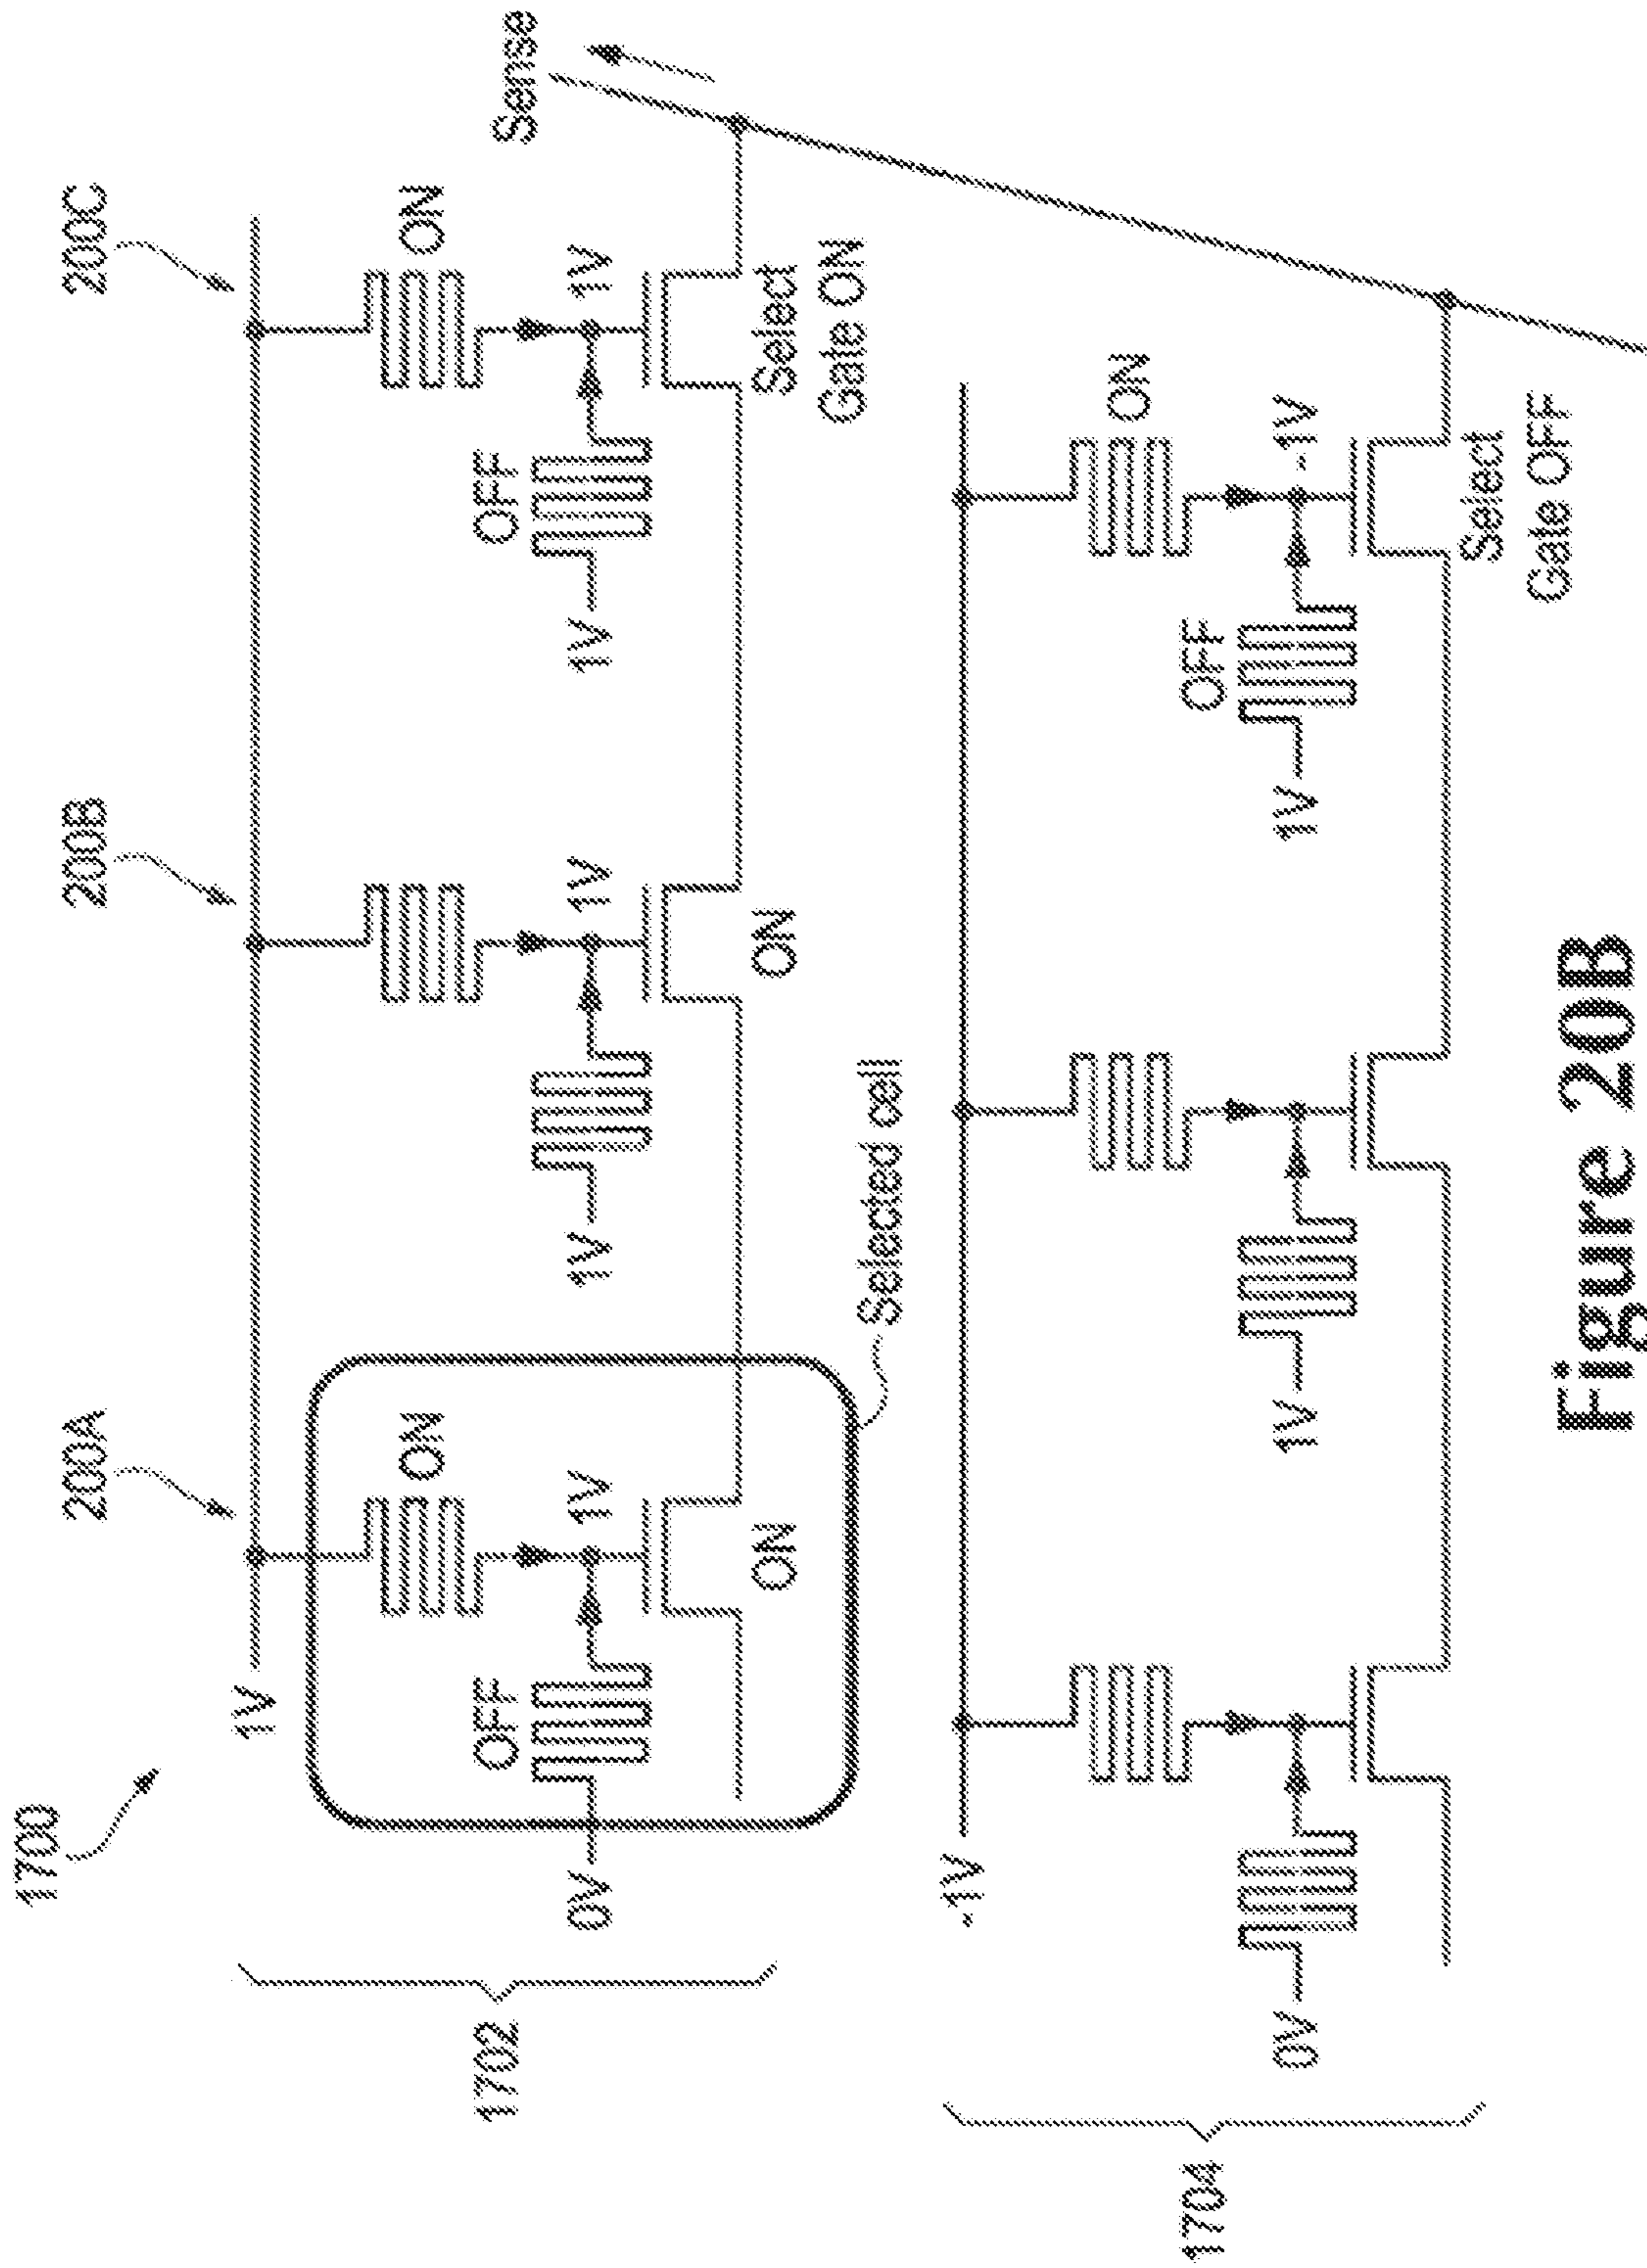 1700
200A
200B
200C
1V
ON
ON
Sense
OFF
OFF
0V
1V
1V
1V
1V
1V
ON
ON
Select
Gate ON
1702
Selected cell
-1V
ON
OFF
0V
1V
1V
-1V
Select
Gate OFF
1704
Figure 20B